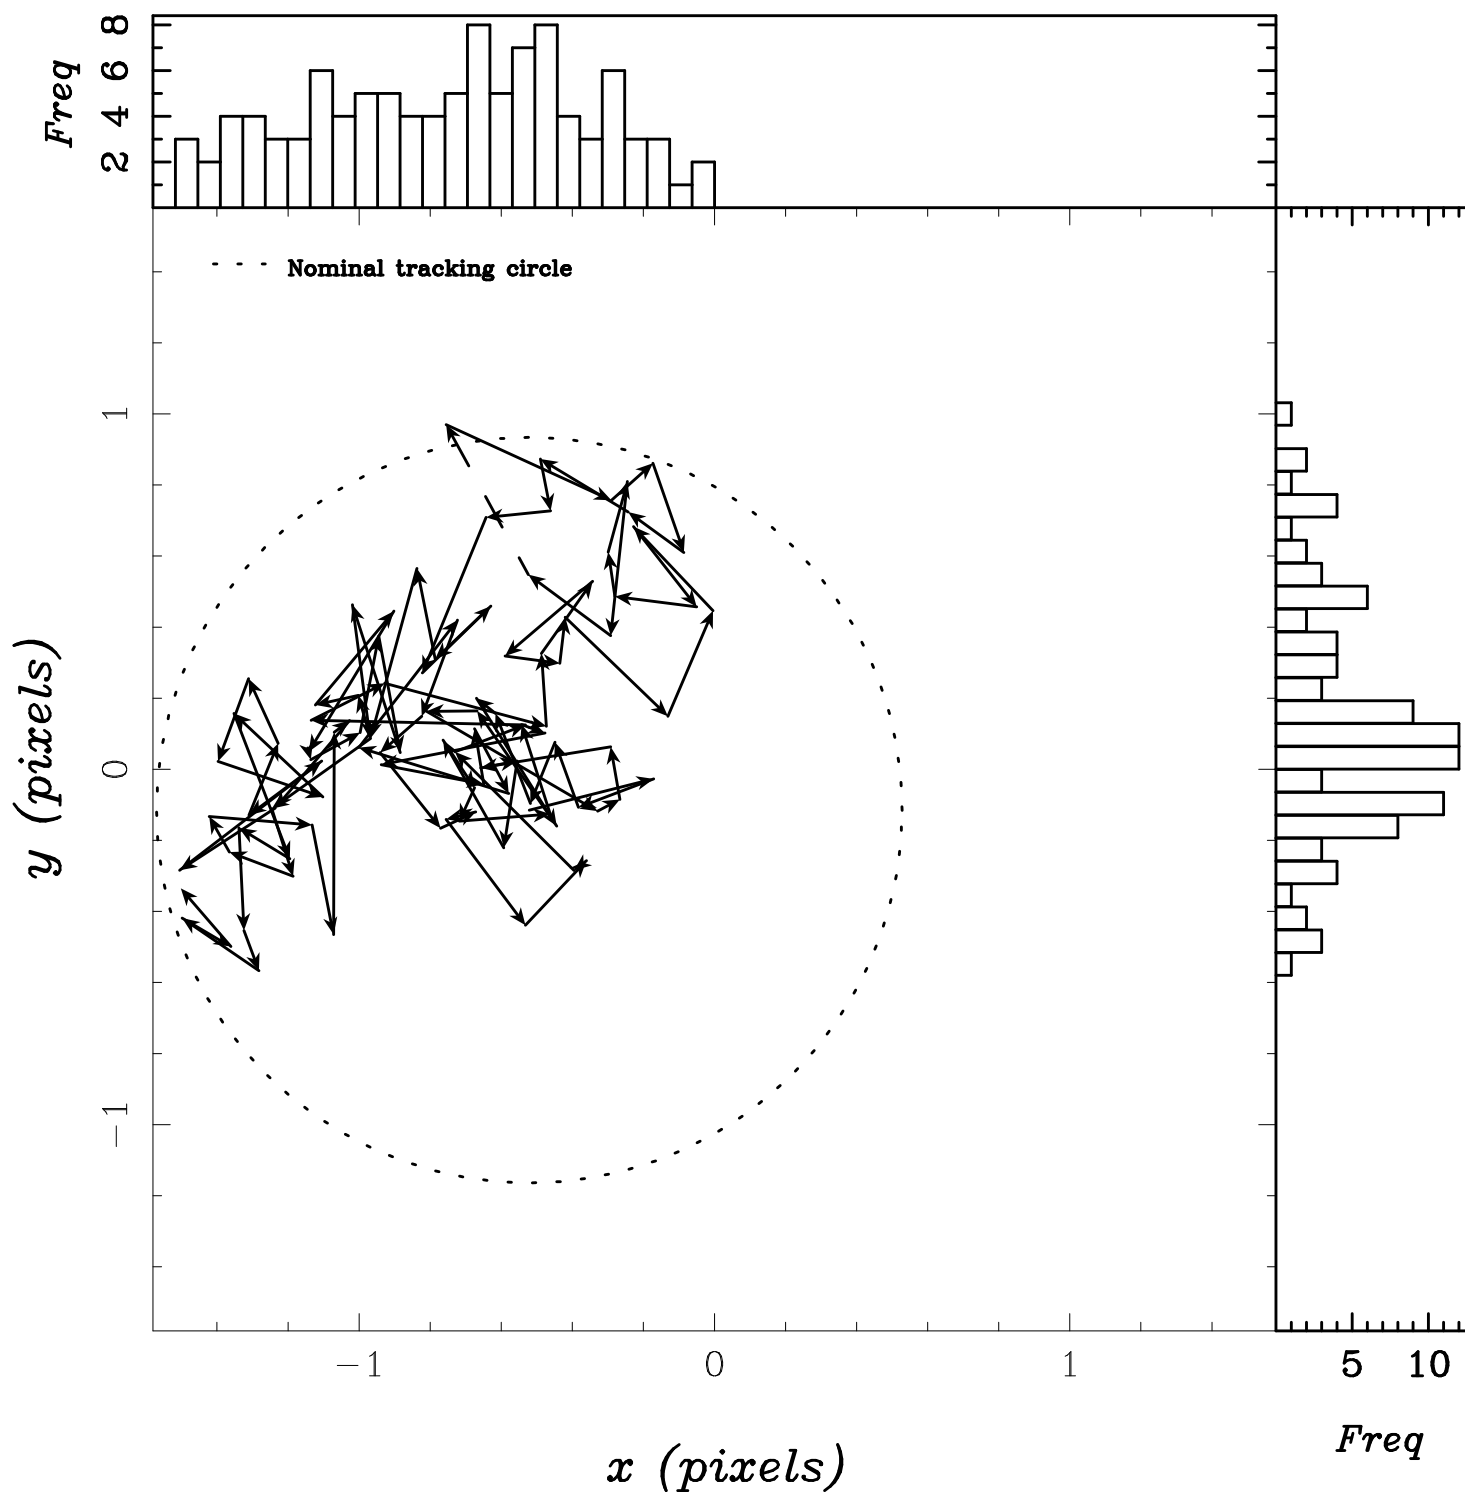 Freq
8
6
4
2
Nominal tracking circle
1
0
−1
y (pixels)
−1 0 1
5 10
x (pixels)
Freq